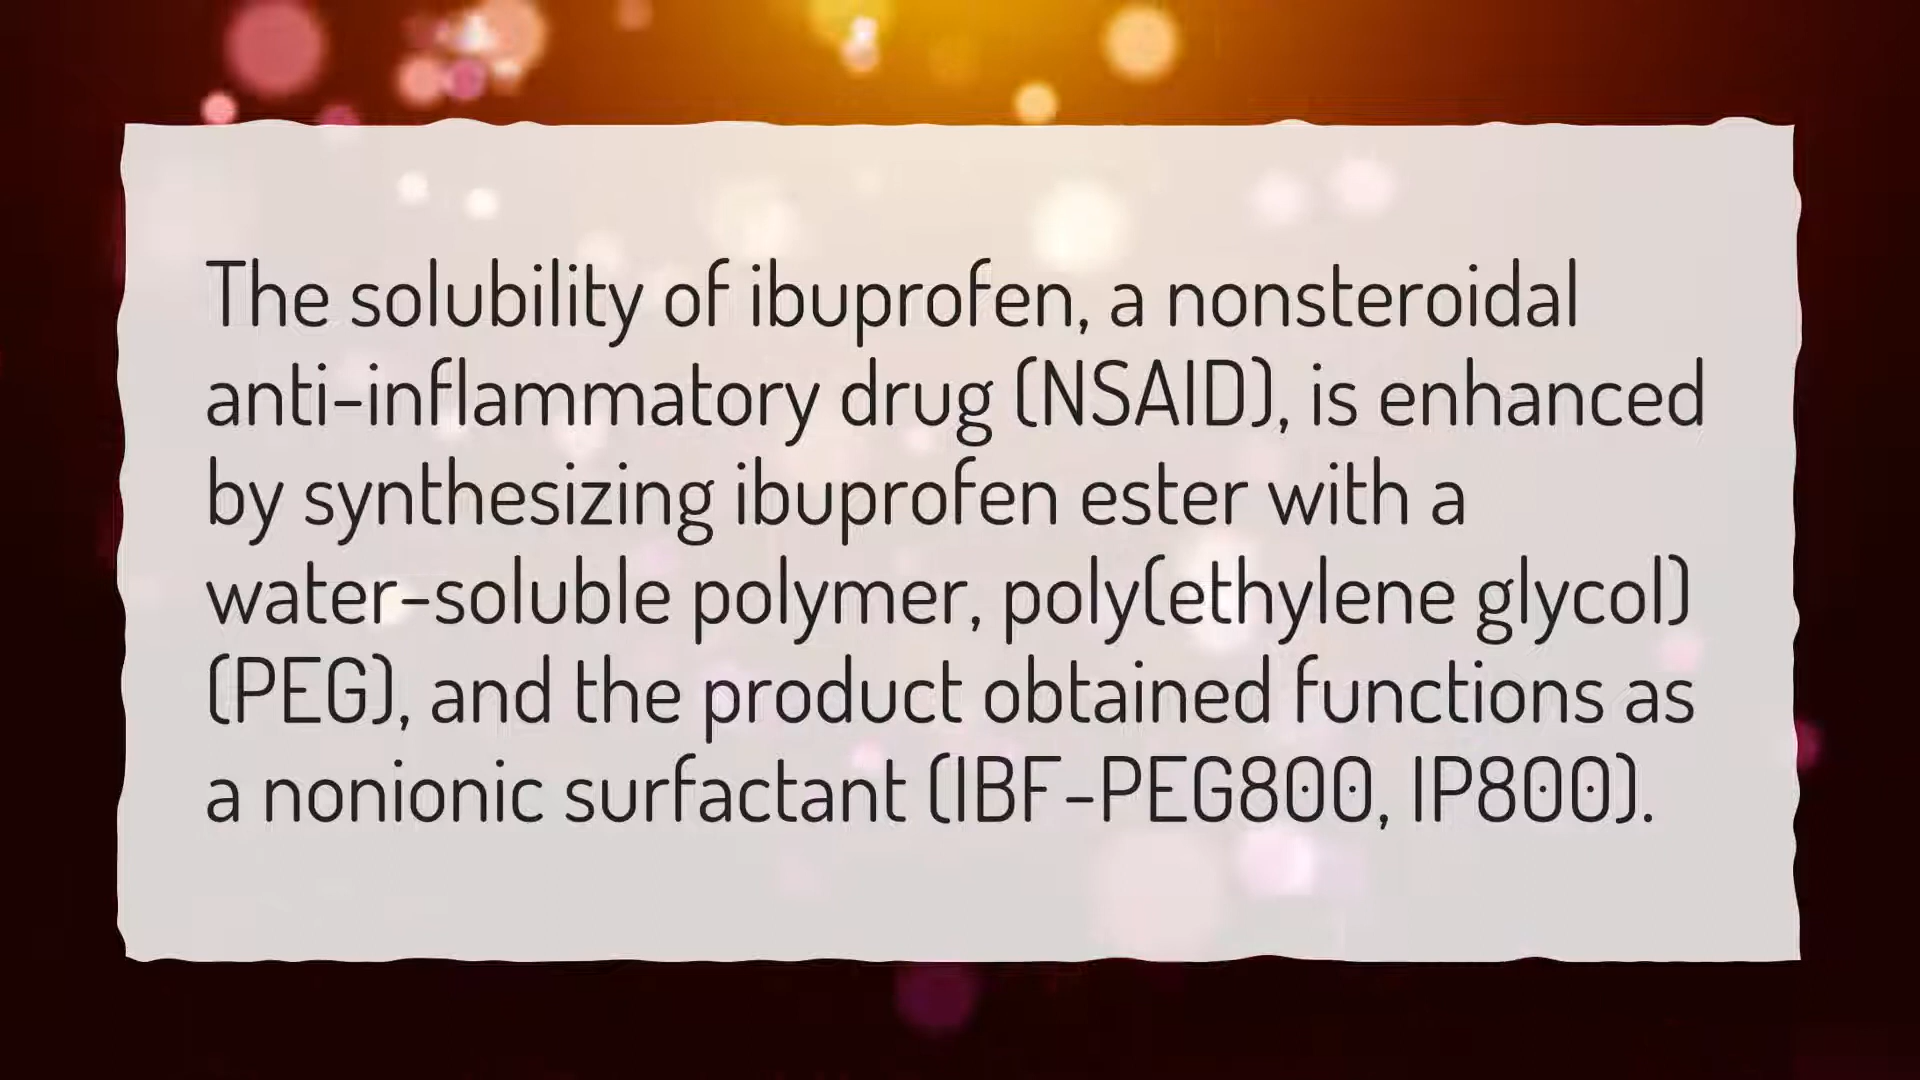 The solubility of ibuprofen, a nonsteroidal
anti-inflammatory drug (NSAID), is enhanced
by synthesizing ibuprofen ester with a
water-soluble polymer, poly(ethylene glycol)
(PEG), and the product obtained functions as
a nonionic surfactant (IBF-PEG800, IP800).